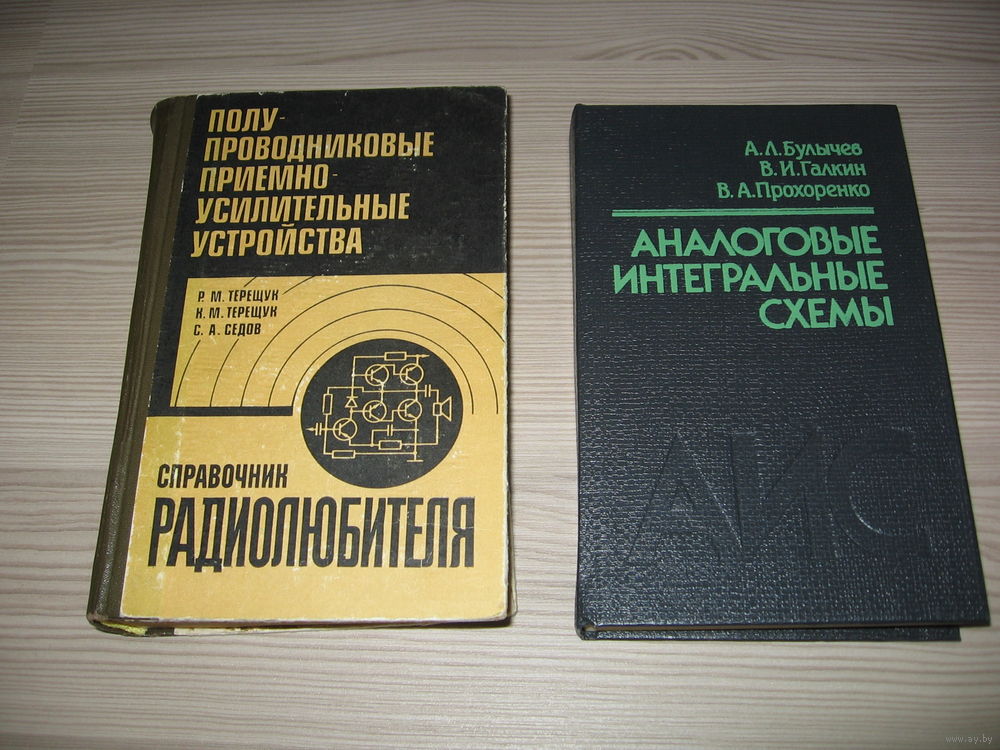 ПОЛУ-
ПРОВОДНИКОВЫЕ
ПРИЕМНО-
УСИЛИТЕЛЬНЫЕ
УСТРОЙСТВА
Р. М. ТЕРЕЩУК
К. М. ТЕРЕЩУК
С. А. СЕДОВ
СПРАВОЧНИК
РАДИОЛЮБИТЕЛЯ
А.Л.Булычев
В.И.Галкин
В.А.Прохоренко
АНАЛОГОВЫЕ
ИНТЕГРАЛЬНЫЕ
СХЕМЫ
АИС
www.ay.by